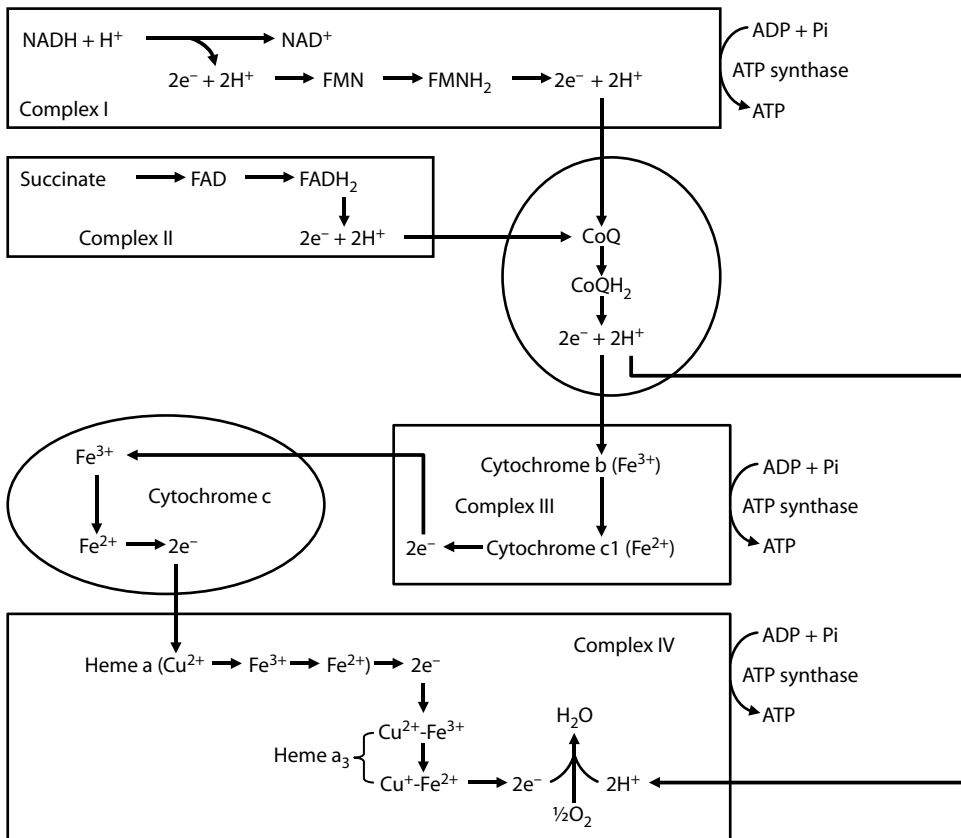 NADH + H⁺ NAD⁺
2e⁻ + 2H⁺ FMN FMNH₂ 2e⁻ + 2H⁺
Complex I
ADP + Pi
ATP synthase
ATP
Succinate FAD FADH₂
Complex II 2e⁻ + 2H⁺
CoQ
CoQH₂
2e⁻ + 2H⁺
Fe³⁺
Cytochrome c
Fe²⁺ 2e⁻
Cytochrome b (Fe³⁺)
Complex III
2e⁻ Cytochrome c1 (Fe²⁺)
ADP + Pi
ATP synthase
ATP
Complex IV
Heme a (Cu²⁺ Fe³⁺ Fe²⁺) 2e⁻
Cu²⁺-Fe³⁺
Heme a₃
Cu⁺-Fe²⁺ 2e⁻ 2H⁺
H₂O
½O₂
ADP + Pi
ATP synthase
ATP